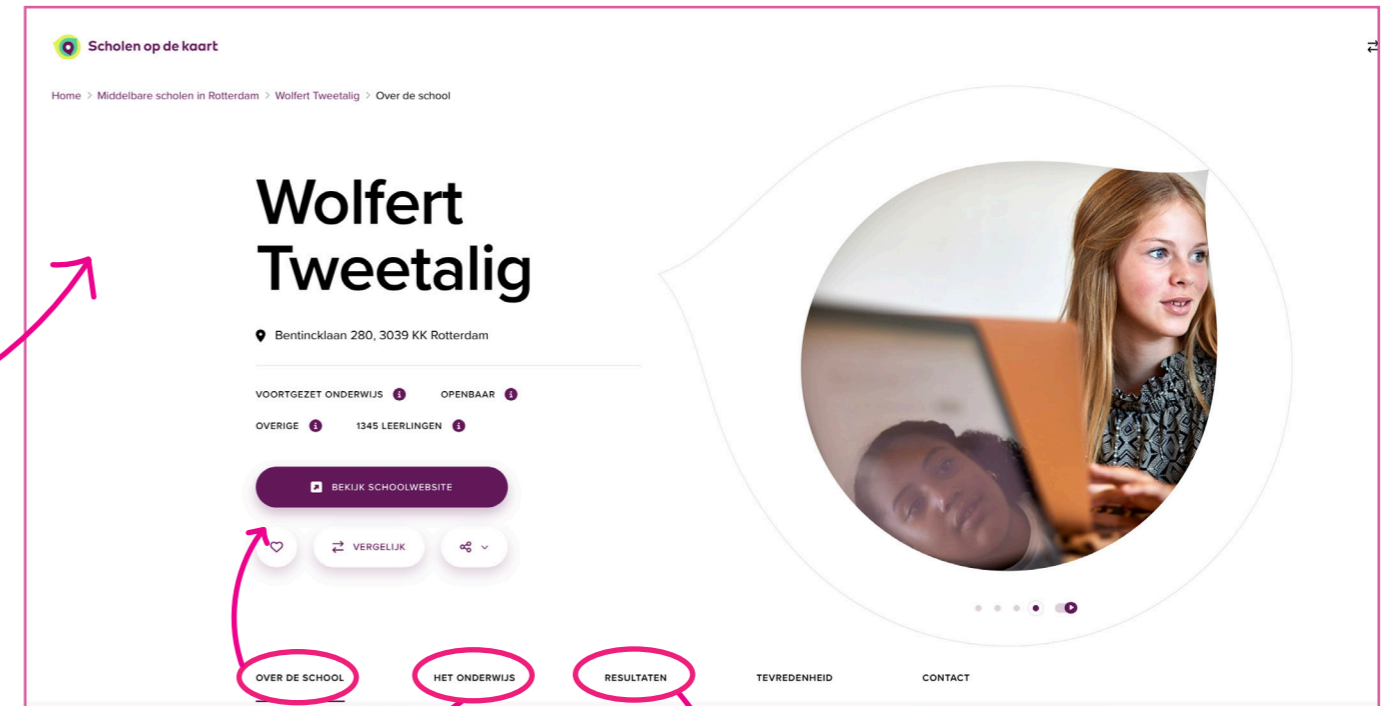 Scholen op de kaart
Home > Middelbare scholen in Rotterdam > Wolfert Tweetalig > Over de school
Wolfert
Tweetalig
Bentincklaan 280, 3039 KK Rotterdam
VOORTGEZET ONDERWIJS OPENBAAR
OVERIGE 1345 LEERLINGEN
BEKIJK SCHOOLWEBSITE
VERGELIJK
OVER DE SCHOOL HET ONDERWIJS RESULTATEN TEVREDENHEID CONTACT